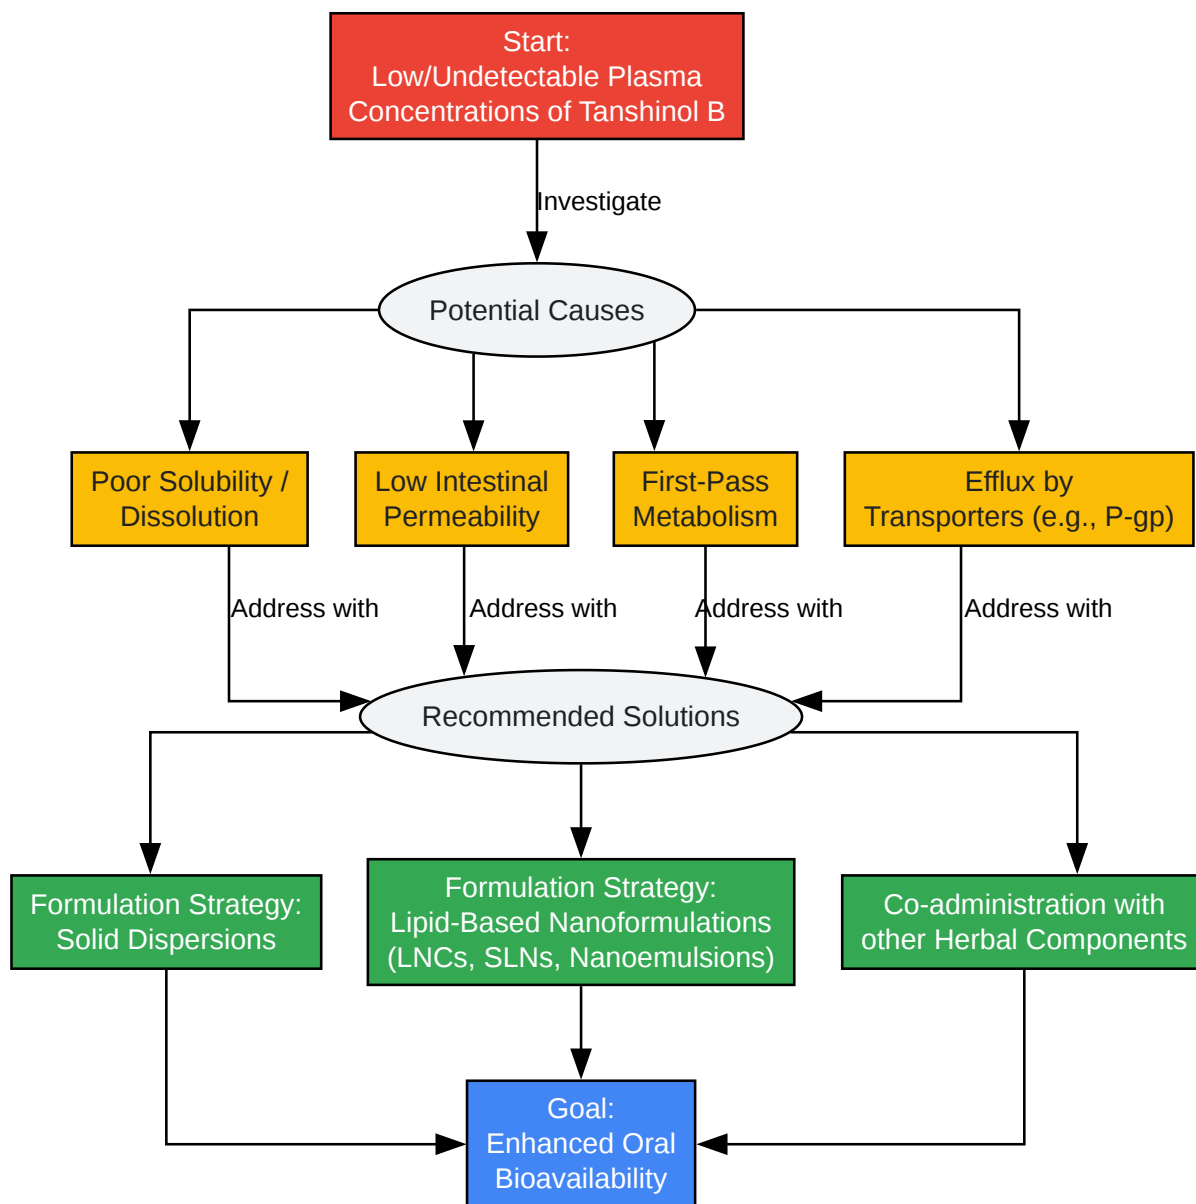 Start:
Low/Undetectable Plasma
Concentrations of Tanshinol B
Investigate
Potential Causes
Poor Solubility /
Dissolution
Low Intestinal
Permeability
First-Pass
Metabolism
Efflux by
Transporters (e.g., P-gp)
Address with
Address with
Address with
Address with
Recommended Solutions
Formulation Strategy:
Solid Dispersions
Formulation Strategy:
Lipid-Based Nanoformulations
(LNCs, SLNs, Nanoemulsions)
Co-administration with
other Herbal Components
Goal:
Enhanced Oral
Bioavailability